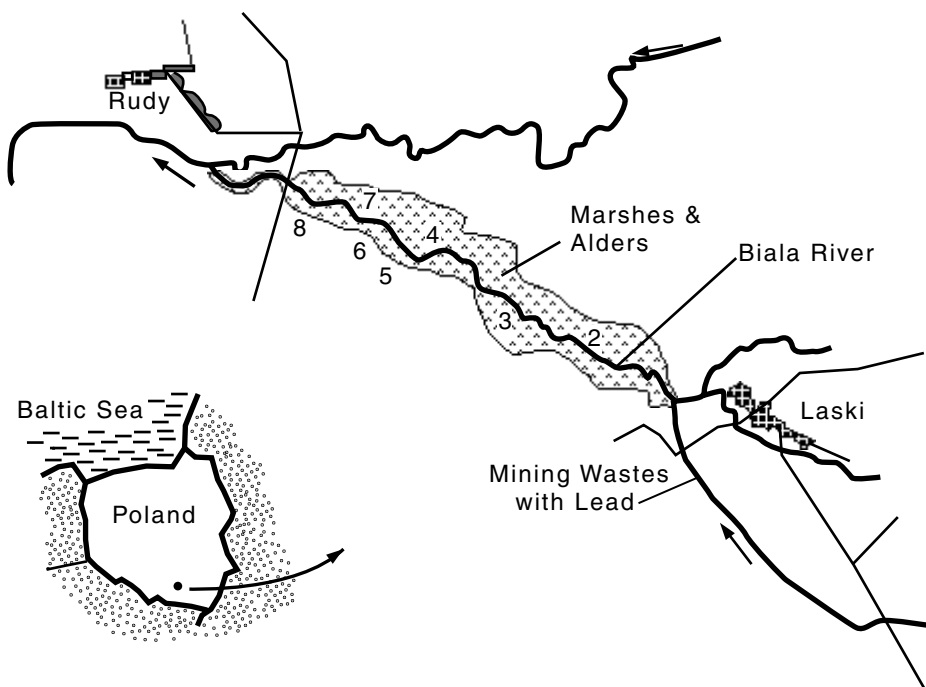 Rudy
7
8
4
6
5
Marshes &
Alders
Biala River
3
2
Baltic Sea
Laski
Mining Wastes
with Lead
Poland